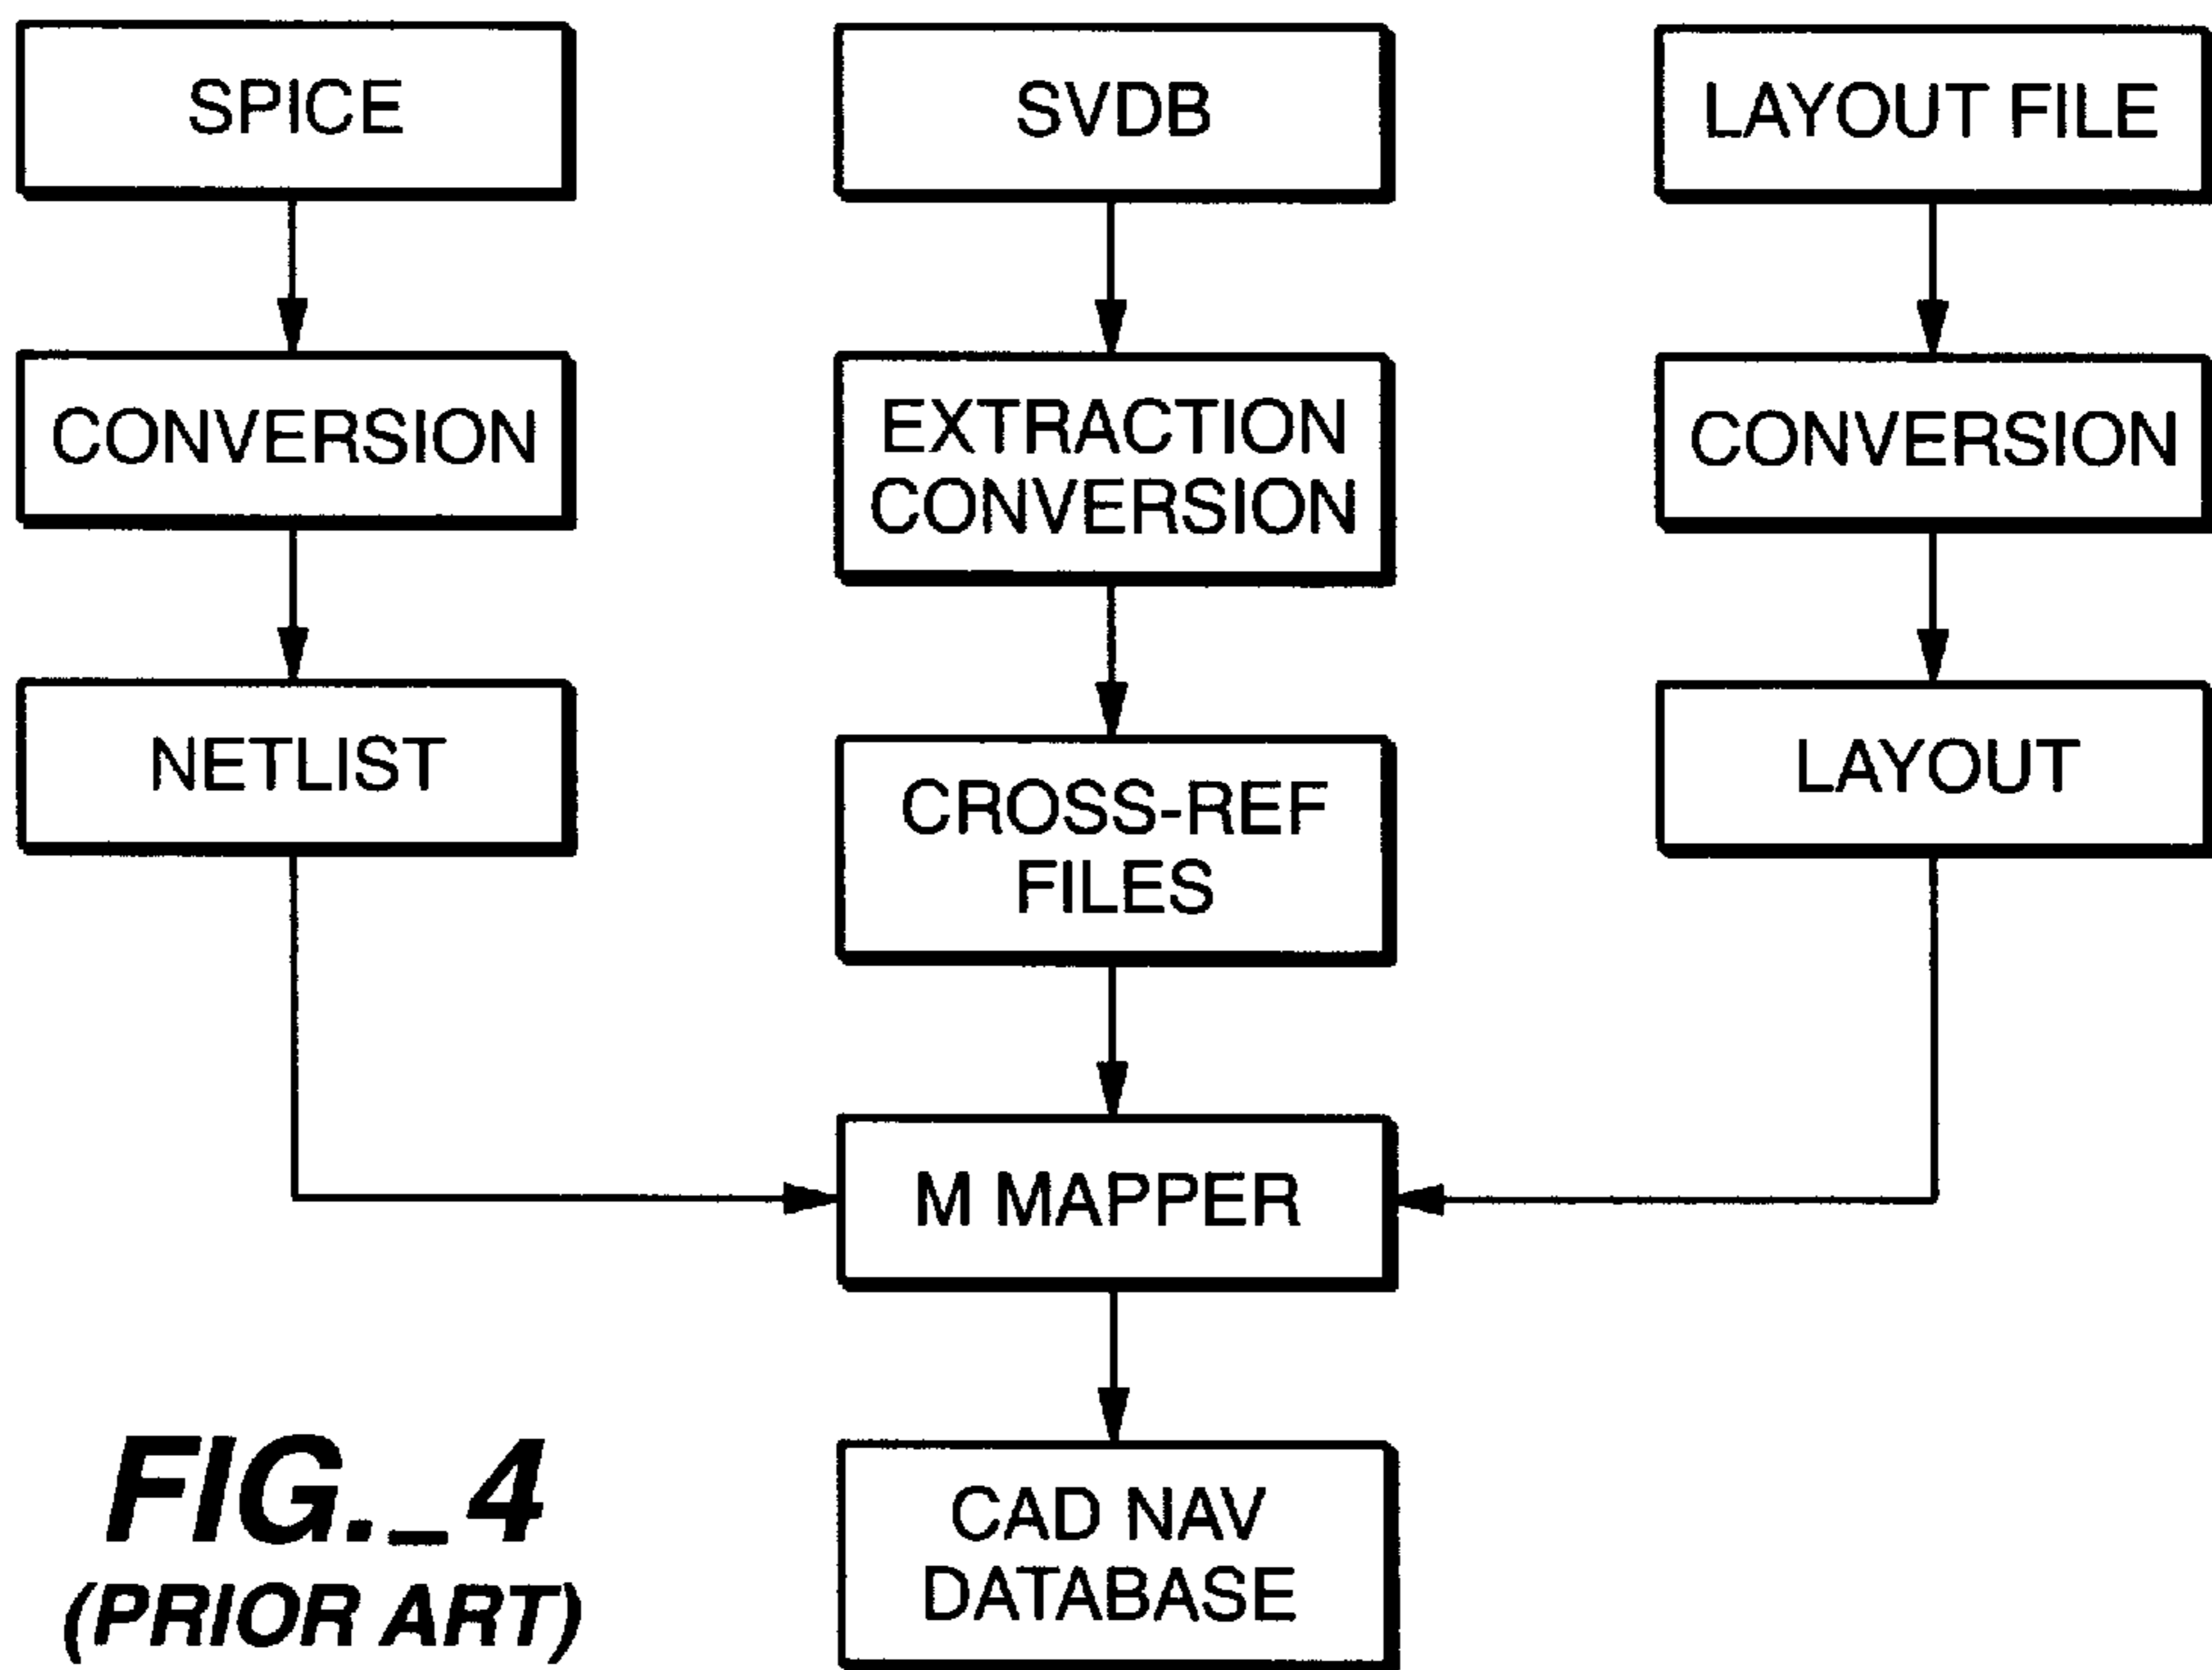 SPICE
SVDB
LAYOUT FILE
CONVERSION
EXTRACTION
CONVERSION
CONVERSION
NETLIST
CROSS-REF
FILES
LAYOUT
M MAPPER
CAD NAV
DATABASE
FIG._4
(PRIOR ART)